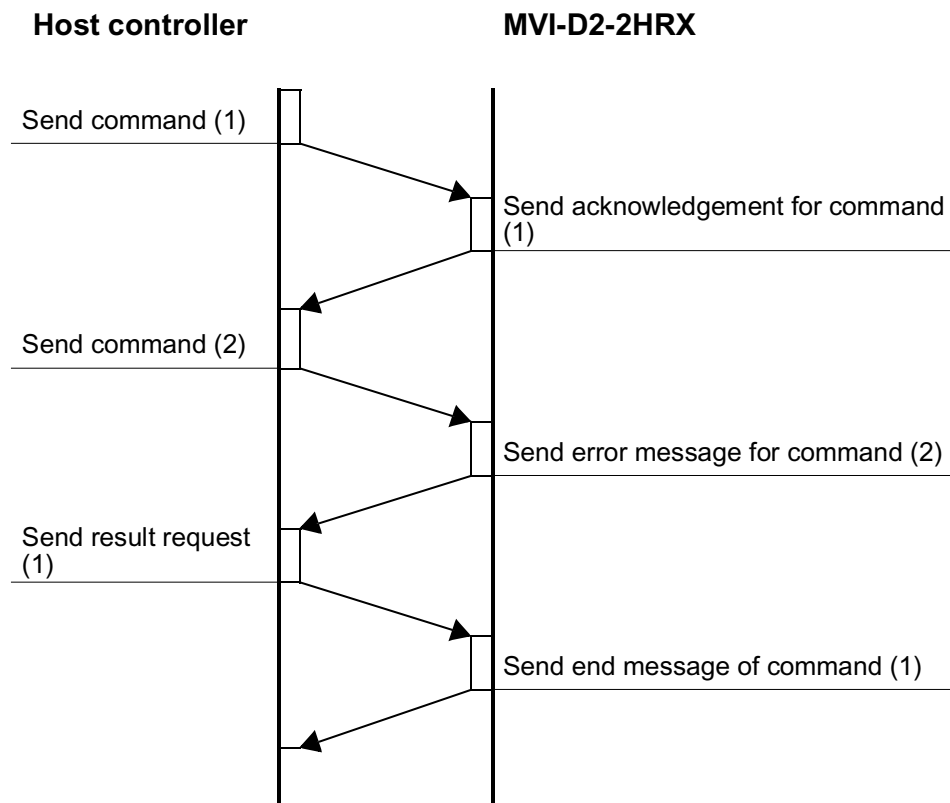 Host controller
MVI-D2-2HRX
Send command (1)
Send acknowledgement for command
(1)
Send command (2)
Send error message for command (2)
Send result request
(1)
Send end message of command (1)